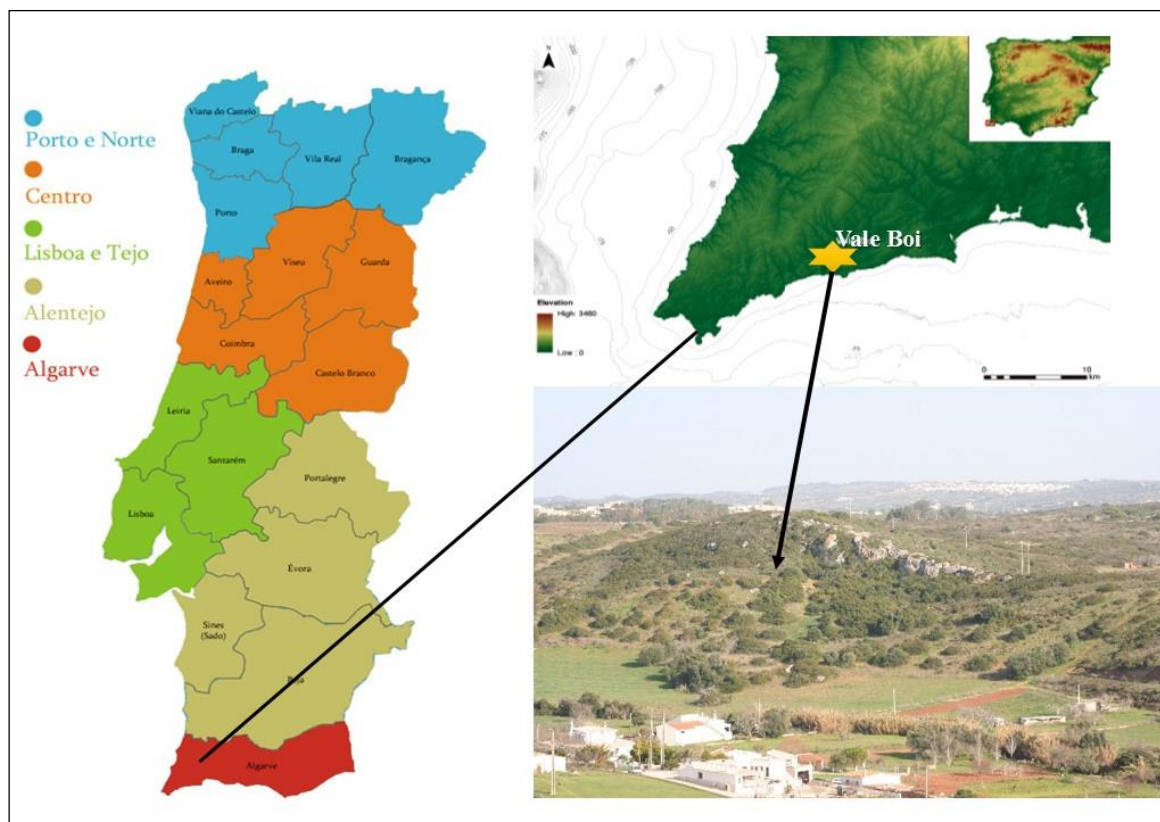 Porto e Norte
Centro
Lisboa e Tejo
Alentejo
Algarve
Viana do Castelo
Braga
Vila Real
Bragança
Porto
Aveiro
Viseu
Guarda
Coimbra
Castelo Branco
Leiria
Santarém
Lisboa
Portalegre
Évora
Sines
(Sado)
Beja
Algarve
N
Vale Boi
Elevation
High: 3460
Low : 0
0
10
km